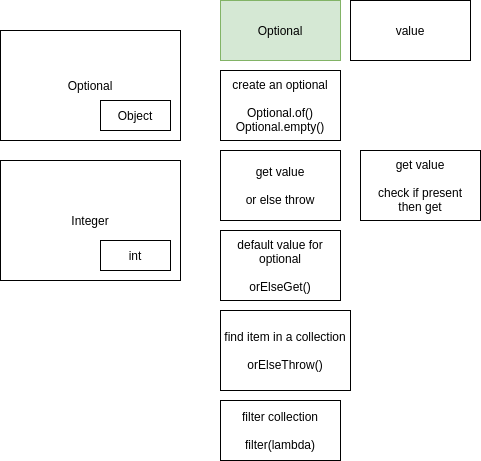 Optional
Object
Integer
int
Optional
value
create an optional
Optional.of()
Optional.empty()
get value
or else throw
get value
check if present
then get
default value for
optional
orElseGet()
find item in a collection
orElseThrow()
filter collection
filter(lambda)